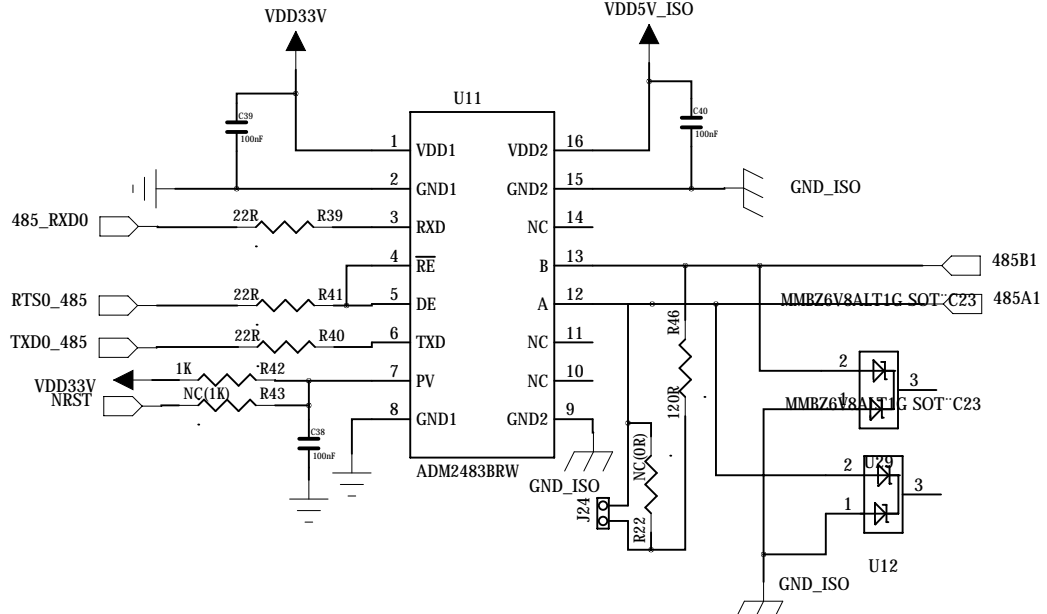 VDD33V
VDD5V_ISO
U11
C39
100nF
C40
100nF
1
VDD1
VDD2
16
2
GND1
GND2
15
GND_ISO
485_RXD0
22R
R39
3
RXD
NC
14
4
RE
B
13
485B1
RTS0_485
22R
R41
5
DE
A
12
MMBZ6V8ALT1G SOT¨C23
485A1
TXD0_485
22R
R40
6
TXD
NC
11
R46
120R
VDD33V
1K
R42
7
PV
NC
10
NRST
NC(1K)
R43
8
GND1
GND2
9
C38
100nF
ADM2483BRW
GND_ISO
J24
NC(0R)
R22
2
3
1
MMBZ6V8ALT1G SOT¨C23
U29
2
3
1
U12
GND_ISO